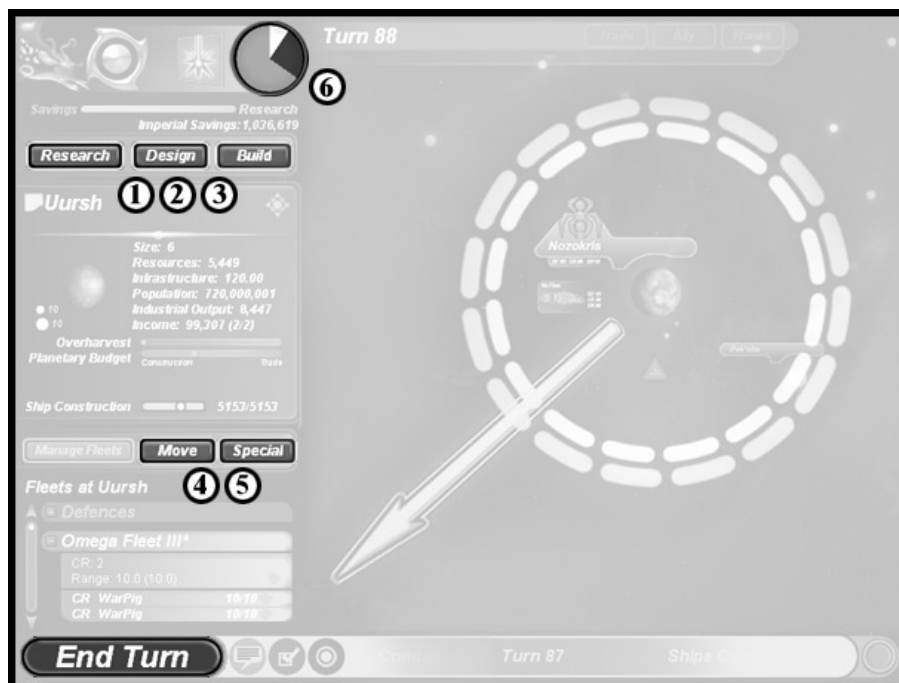 Turn 88
Trade Ally Homes
6
Savings Research
Imperial Savings: 1,036,619
Research Design Build
1 2 3
Uursh
Size: 6
Resources: 5,449
Infrastructure: 120.00
Population: 720,000,001
Industrial Output: 8,447
Income: 99,307 (2/2)
10
10
Overharvest
Planetary Budget
Construction Trade
Ship Construction 5153/5153
Nozokris
Manage Fleets Move Special
4 5
Fleets at Uursh
Defences
Omega Fleet III*
CR: 2
Range: 10.0 (10.0)
CR WarPig 10/10
CR WarPig 10/10
End Turn
Turn 87